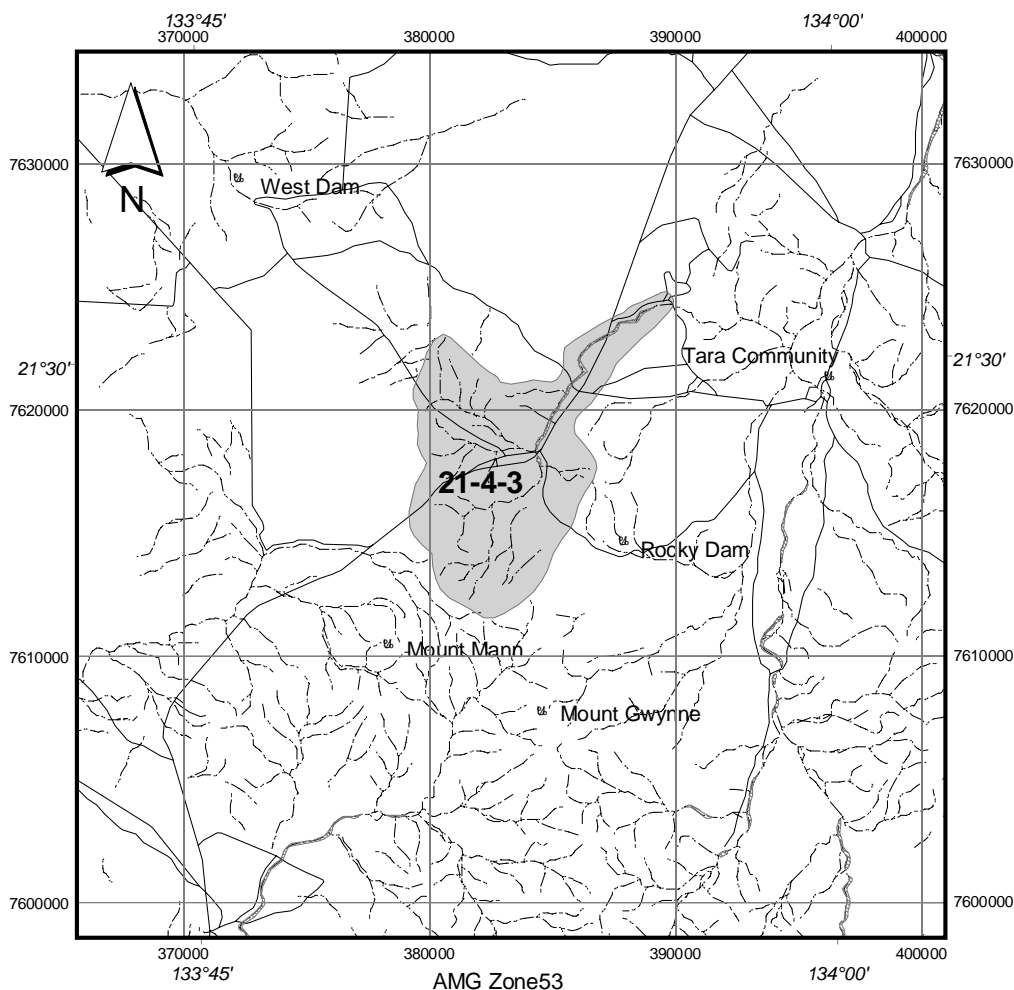 133°45' 134°00'
370000 380000 390000 400000
7630000 7630000
West Dam
N
Tara Community
21°30' 21°30'
7620000 7620000
21-4-3
Rocky Dam
Mount Mann
7610000 7610000
Mount Gwynne
7600000 7600000
370000 380000 390000 400000
133°45' 134°00'
AMG Zone53